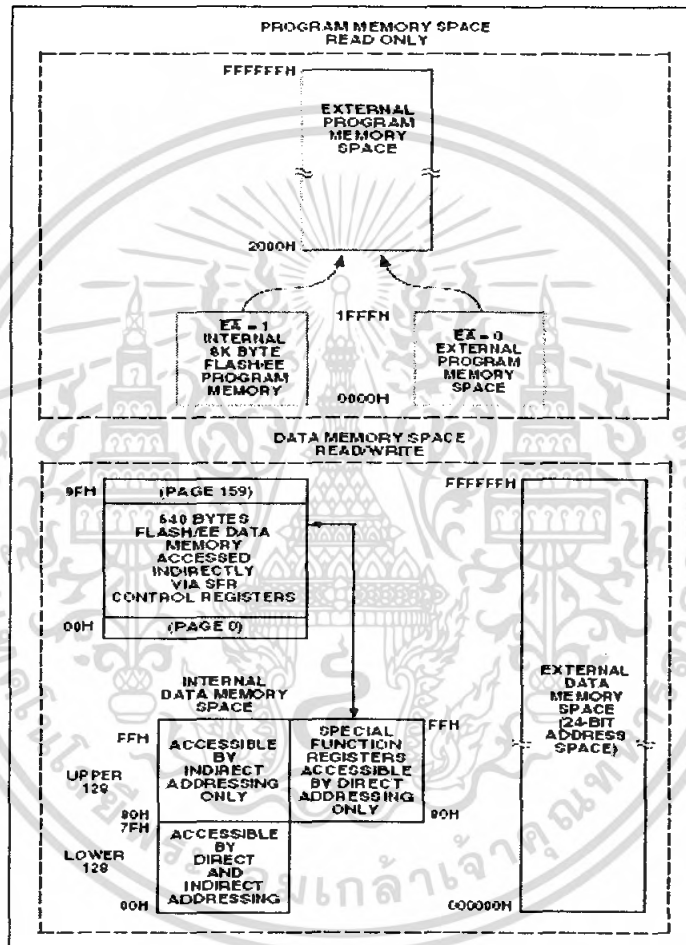 PROGRAM MEMORY SPACE
READ ONLY
FFFFFFH
EXTERNAL
PROGRAM
MEMORY
SPACE
2000H
1FFFH
EA = 1
INTERNAL
8K BYTE
FLASH/EE
PROGRAM
MEMORY
EA = 0
EXTERNAL
PROGRAM
MEMORY
SPACE
0000H
DATA MEMORY SPACE
READ/WRITE
9FH
(PAGE 159)
640 BYTES
FLASH/EE DATA
MEMORY
ACCESSED
INDIRECTLY
VIA SFR
CONTROL REGISTERS
00H
(PAGE 0)
FFFFFFH
EXTERNAL
DATA
MEMORY
SPACE
(24-BIT
ADDRESS
SPACE)
000000H
INTERNAL
DATA MEMORY
SPACE
FFH
ACCESSIBLE
BY
INDIRECT
ADDRESSING
ONLY
SPECIAL
FUNCTION
REGISTERS
ACCESSIBLE
BY DIRECT
ADDRESSING
ONLY
FFH
UPPER
128
80H
80H
7FH
LOWER
128
ACCESSIBLE
BY
DIRECT
AND
INDIRECT
ADDRESSING
00H